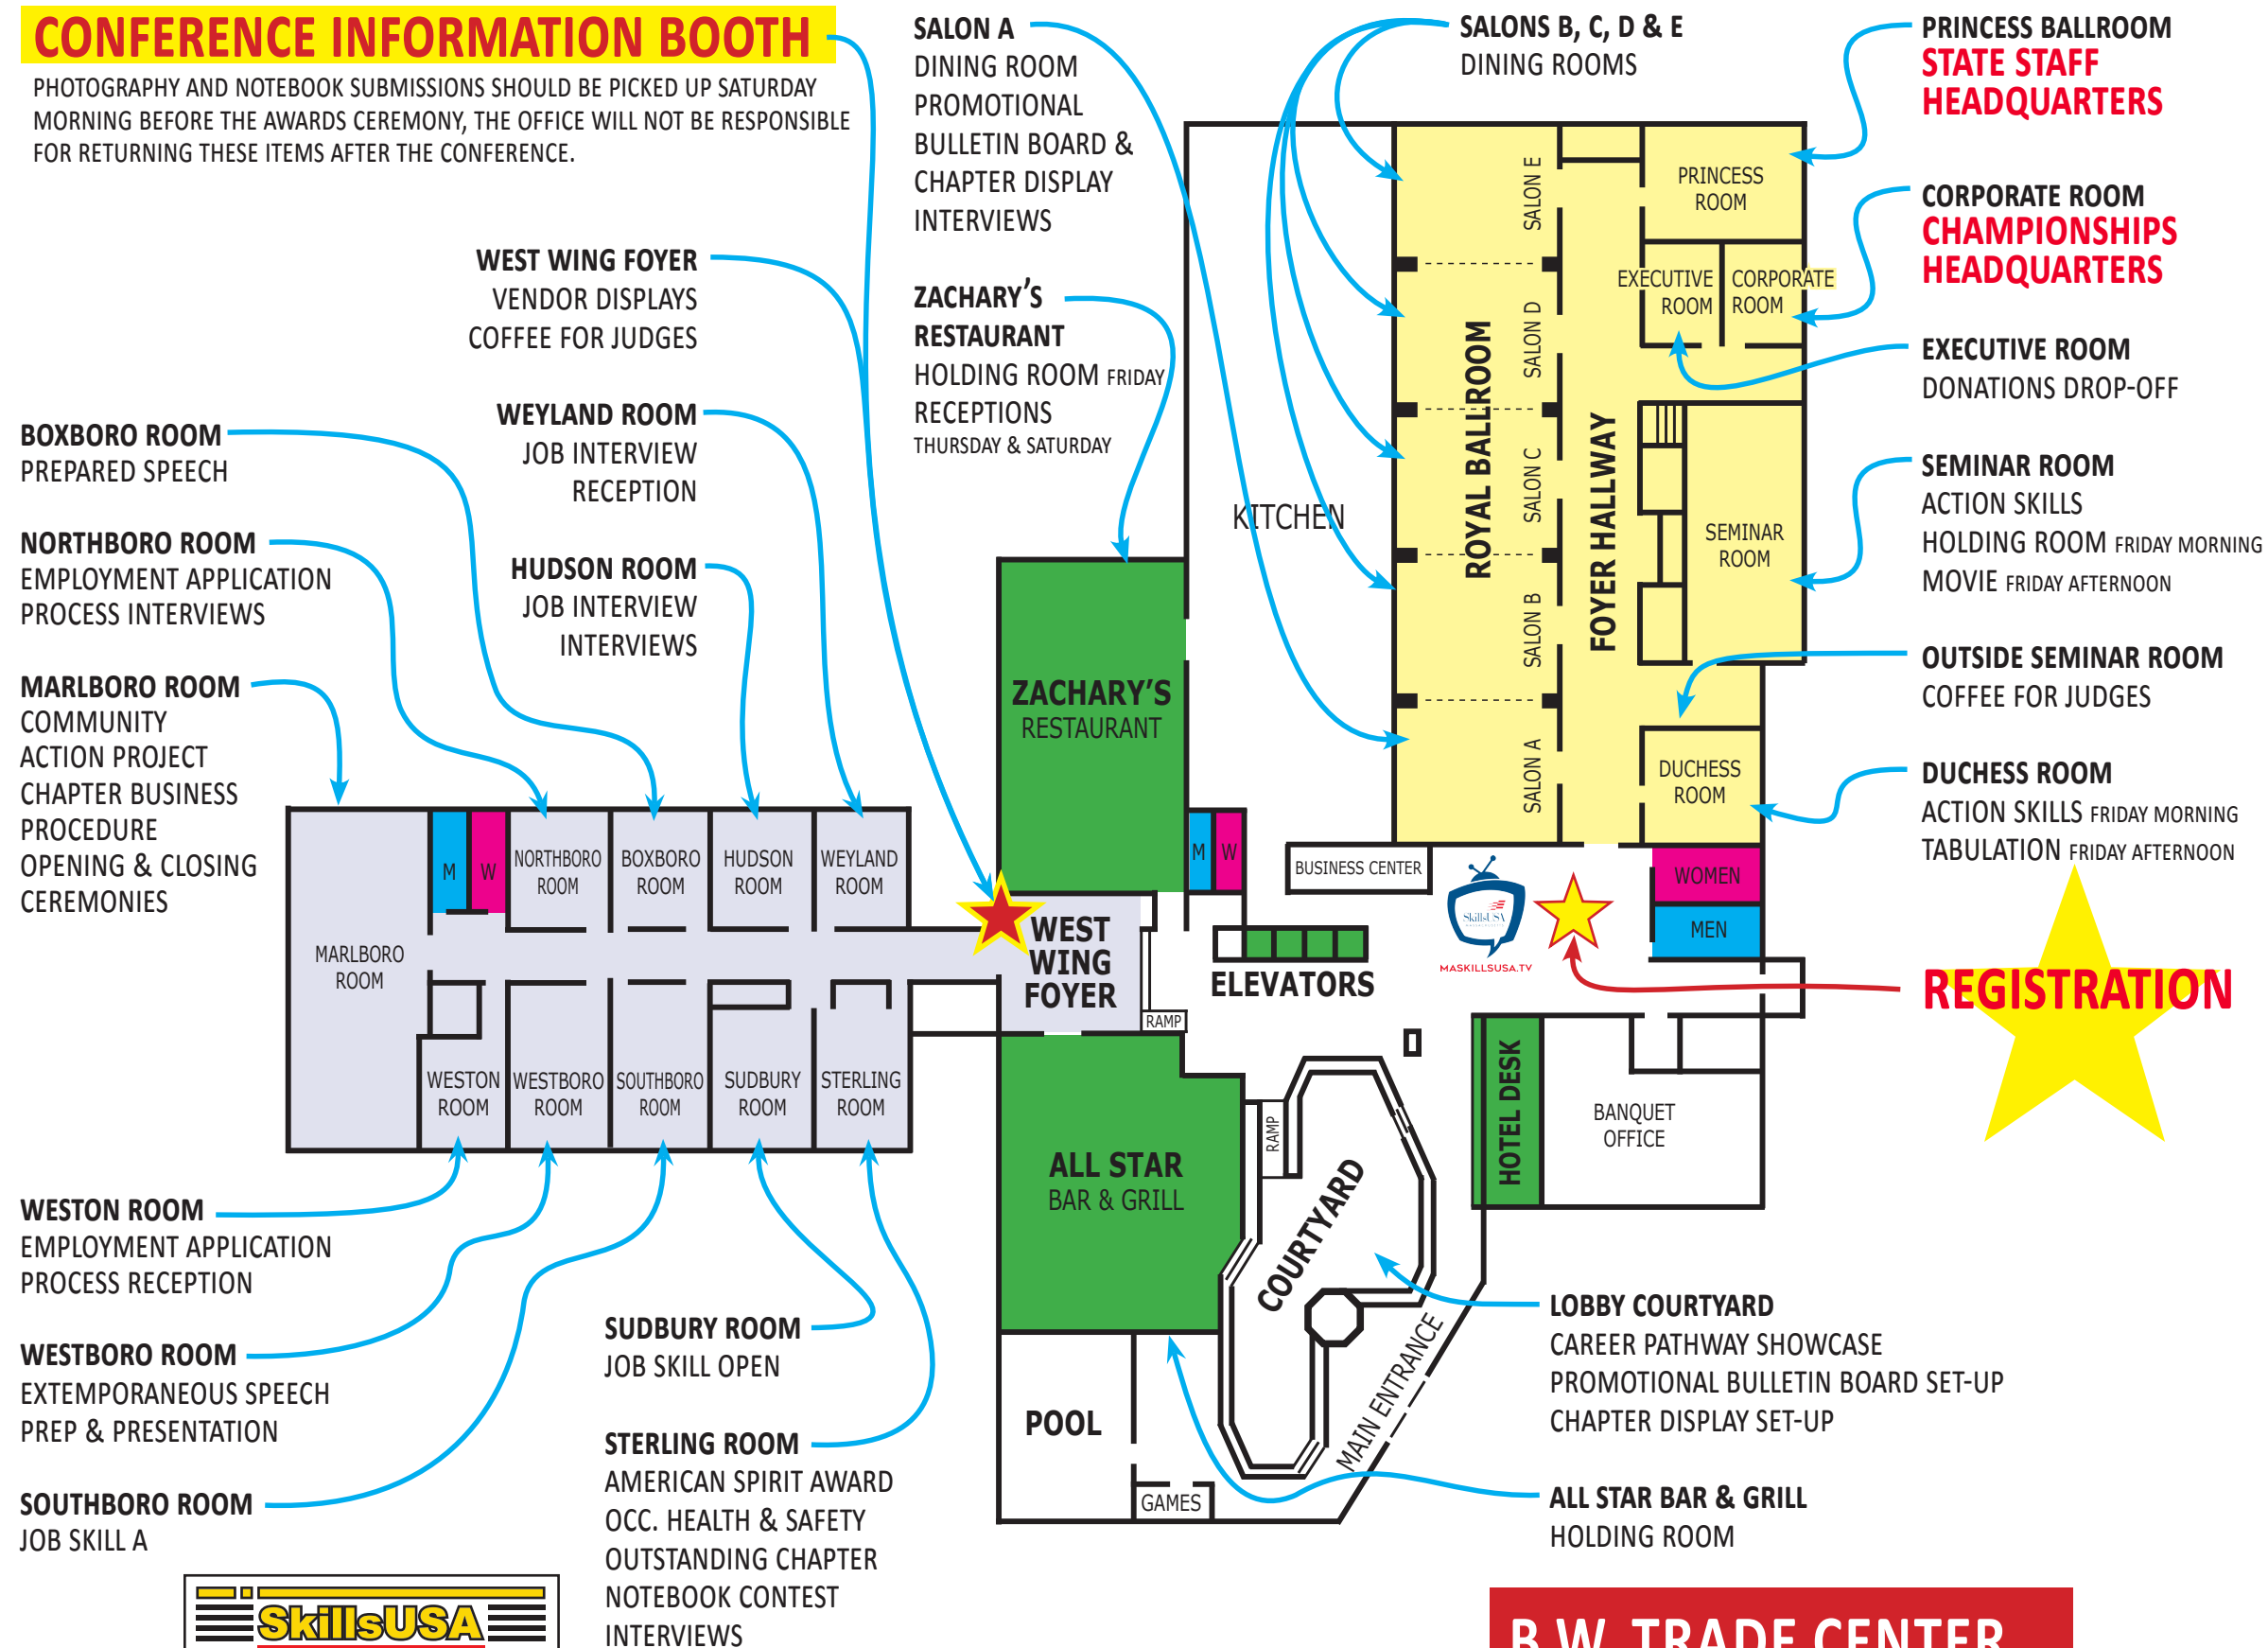 CONFERENCE INFORMATION BOOTH
PHOTOGRAPHY AND NOTEBOOK SUBMISSIONS SHOULD BE PICKED UP SATURDAY
MORNING BEFORE THE AWARDS CEREMONY, THE OFFICE WILL NOT BE RESPONSIBLE
FOR RETURNING THESE ITEMS AFTER THE CONFERENCE.
WEST WING FOYER
VENDOR DISPLAYS
COFFEE FOR JUDGES
WEYLAND ROOM
JOB INTERVIEW
RECEPTION
HUDSON ROOM
JOB INTERVIEW
INTERVIEWS
BOXBORO ROOM
PREPARED SPEECH
NORTHBORO ROOM
EMPLOYMENT APPLICATION
PROCESS INTERVIEWS
MARLBORO ROOM
COMMUNITY
ACTION PROJECT
CHAPTER BUSINESS
PROCEDURE
OPENING & CLOSING
CEREMONIES
SALON A
DINING ROOM
PROMOTIONAL
BULLETIN BOARD &
CHAPTER DISPLAY
INTERVIEWS
ZACHARY'S
RESTAURANT
HOLDING ROOM FRIDAY
RECEPTIONS
THURSDAY & SATURDAY
SALONS B, C, D & E
DINING ROOMS
PRINCESS BALLROOM
STATE STAFF
HEADQUARTERS
CORPORATE ROOM
CHAMPIONSHIPS
HEADQUARTERS
EXECUTIVE ROOM
DONATIONS DROP-OFF
SEMINAR ROOM
ACTION SKILLS
HOLDING ROOM FRIDAY MORNING
MOVIE FRIDAY AFTERNOON
OUTSIDE SEMINAR ROOM
COFFEE FOR JUDGES
DUCHESS ROOM
ACTION SKILLS FRIDAY MORNING
TABULATION FRIDAY AFTERNOON
REGISTRATION
KITCHEN
ROYAL BALLROOM
FOYER HALLWAY
SALON E
SALON D
SALON C
SALON B
SALON A
PRINCESS
ROOM
EXECUTIVE
ROOM
CORPORATE
ROOM
SEMINAR
ROOM
DUCHESS
ROOM
ZACHARY'S
RESTAURANT
M
W
BUSINESS CENTER
SkillsUSA
MASKILLSUSA.TV
WOMEN
MEN
ELEVATORS
WEST
WING
FOYER
RAMP
MARLBORO
ROOM
M
W
NORTHBORO
ROOM
BOXBORO
ROOM
HUDSON
ROOM
WEYLAND
ROOM
WESTON
ROOM
WESTBORO
ROOM
SOUTHBORO
ROOM
SUDBURY
ROOM
STERLING
ROOM
ALL STAR
BAR & GRILL
RAMP
COURTYARD
HOTEL DESK
BANQUET
OFFICE
MAIN ENTRANCE
POOL
GAMES
WESTON ROOM
EMPLOYMENT APPLICATION
PROCESS RECEPTION
WESTBORO ROOM
EXTEMPORANEOUS SPEECH
PREP & PRESENTATION
SOUTHBORO ROOM
JOB SKILL A
SUDBURY ROOM
JOB SKILL OPEN
STERLING ROOM
AMERICAN SPIRIT AWARD
OCC. HEALTH & SAFETY
OUTSTANDING CHAPTER
NOTEBOOK CONTEST
INTERVIEWS
LOBBY COURTYARD
CAREER PATHWAY SHOWCASE
PROMOTIONAL BULLETIN BOARD SET-UP
CHAPTER DISPLAY SET-UP
ALL STAR BAR & GRILL
HOLDING ROOM
SkillsUSA
B.W. TRADE CENTER